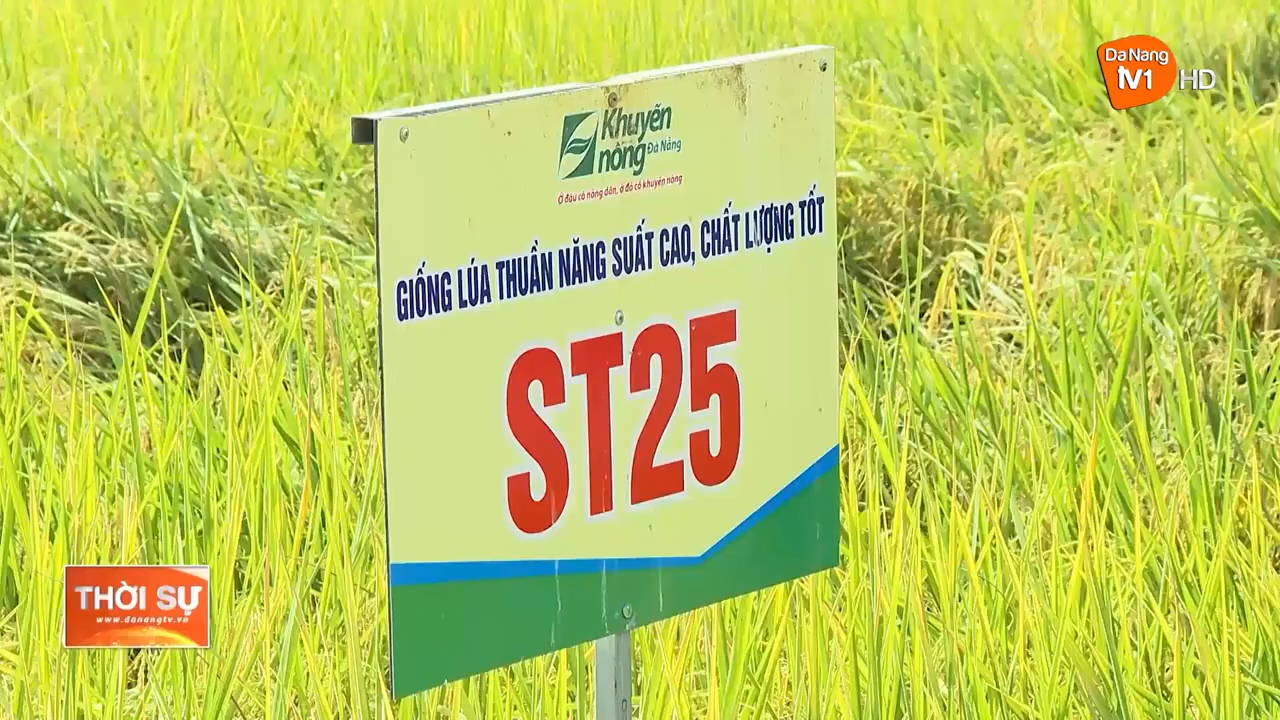 Da Nang
TV1 HD
Khuyến
nông Đà Nẵng
Ở đâu có nông dân, ở đó có khuyến nông
GIỐNG LÚA THUẦN NĂNG SUẤT CAO, CHẤT LƯỢNG TỐT
ST25
THỜI SỰ
www.danangtv.vn